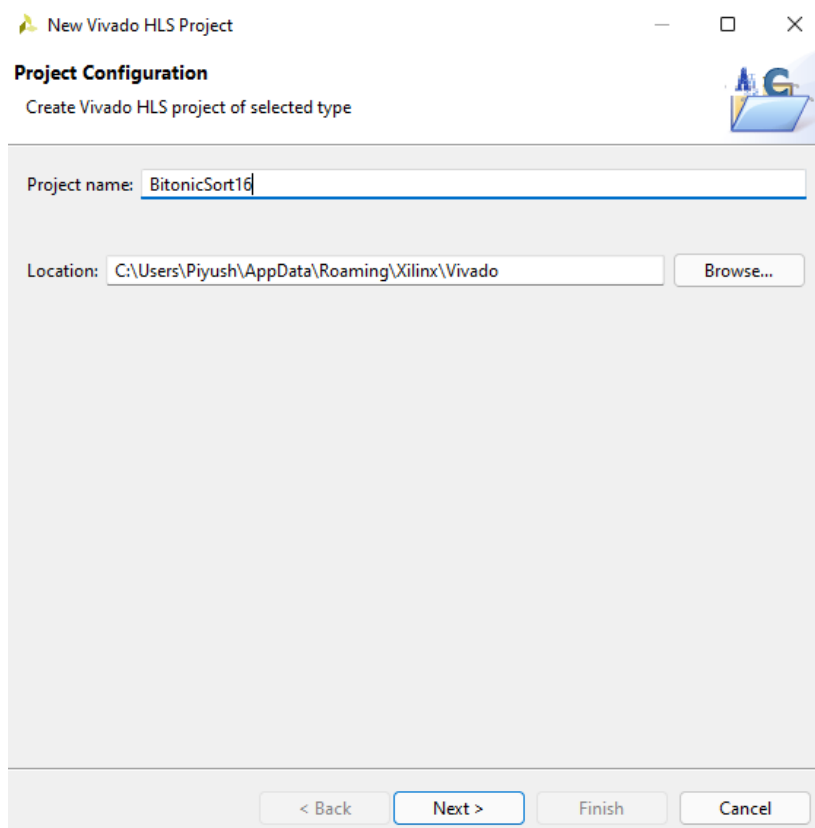 New Vivado HLS Project
Project Configuration
Create Vivado HLS project of selected type
Project name: BitonicSort16
Location: C:\Users\Piyush\AppData\Roaming\Xilinx\Vivado Browse...
< Back Next > Finish Cancel